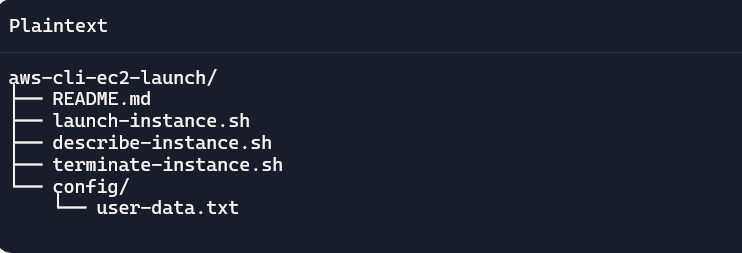 Plaintext
aws-cli-ec2-launch/
├── README.md
├── launch-instance.sh
├── describe-instance.sh
├── terminate-instance.sh
└── config/
    └── user-data.txt